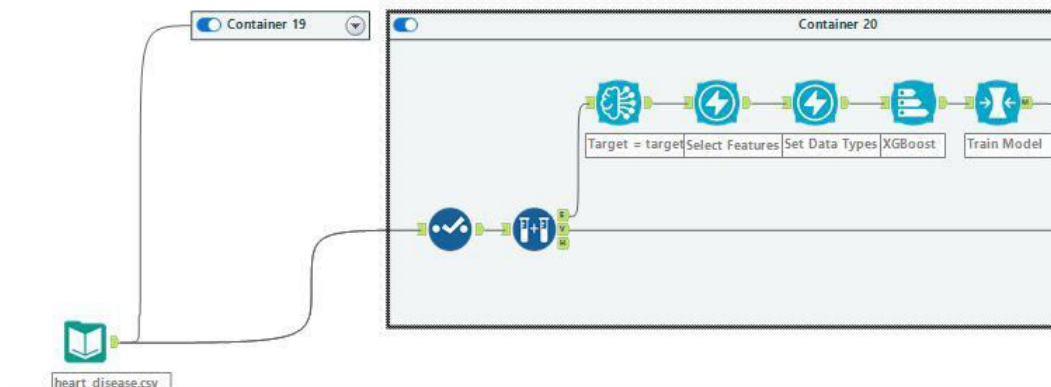 Container 19
Container 20
Target = target
Select Features
Set Data Types
XGBoost
Train Model
M
E
V
H
heart_disease.csv